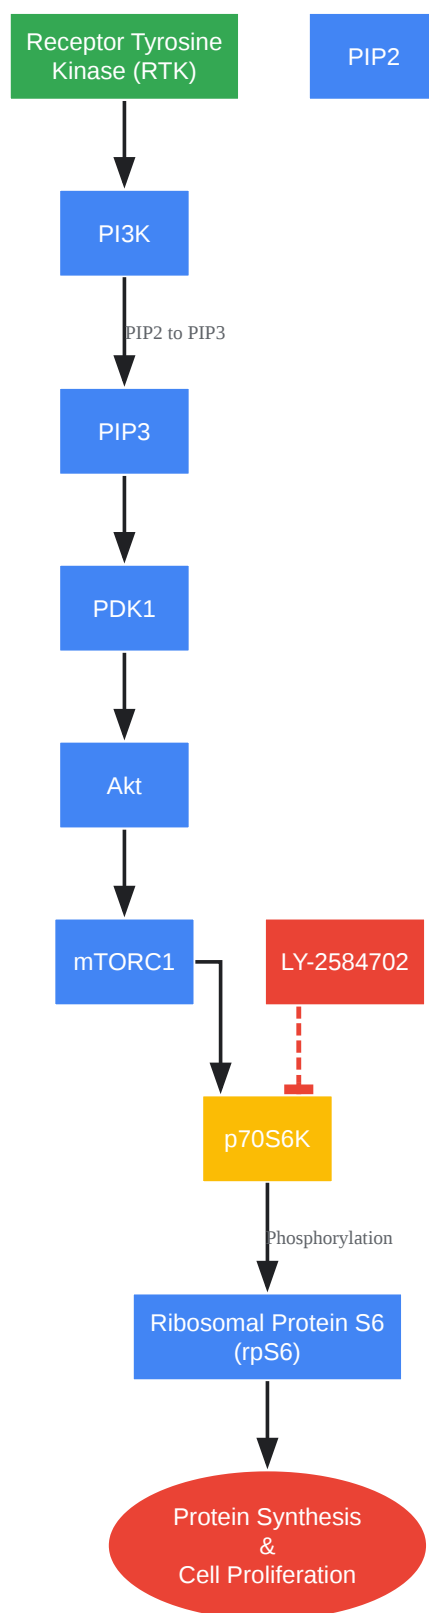 Receptor Tyrosine
Kinase (RTK)
PIP2
PI3K
PIP2 to PIP3
PIP3
PDK1
Akt
mTORC1
LY-2584702
p70S6K
Phosphorylation
Ribosomal Protein S6
(rpS6)
Protein Synthesis
&
Cell Proliferation